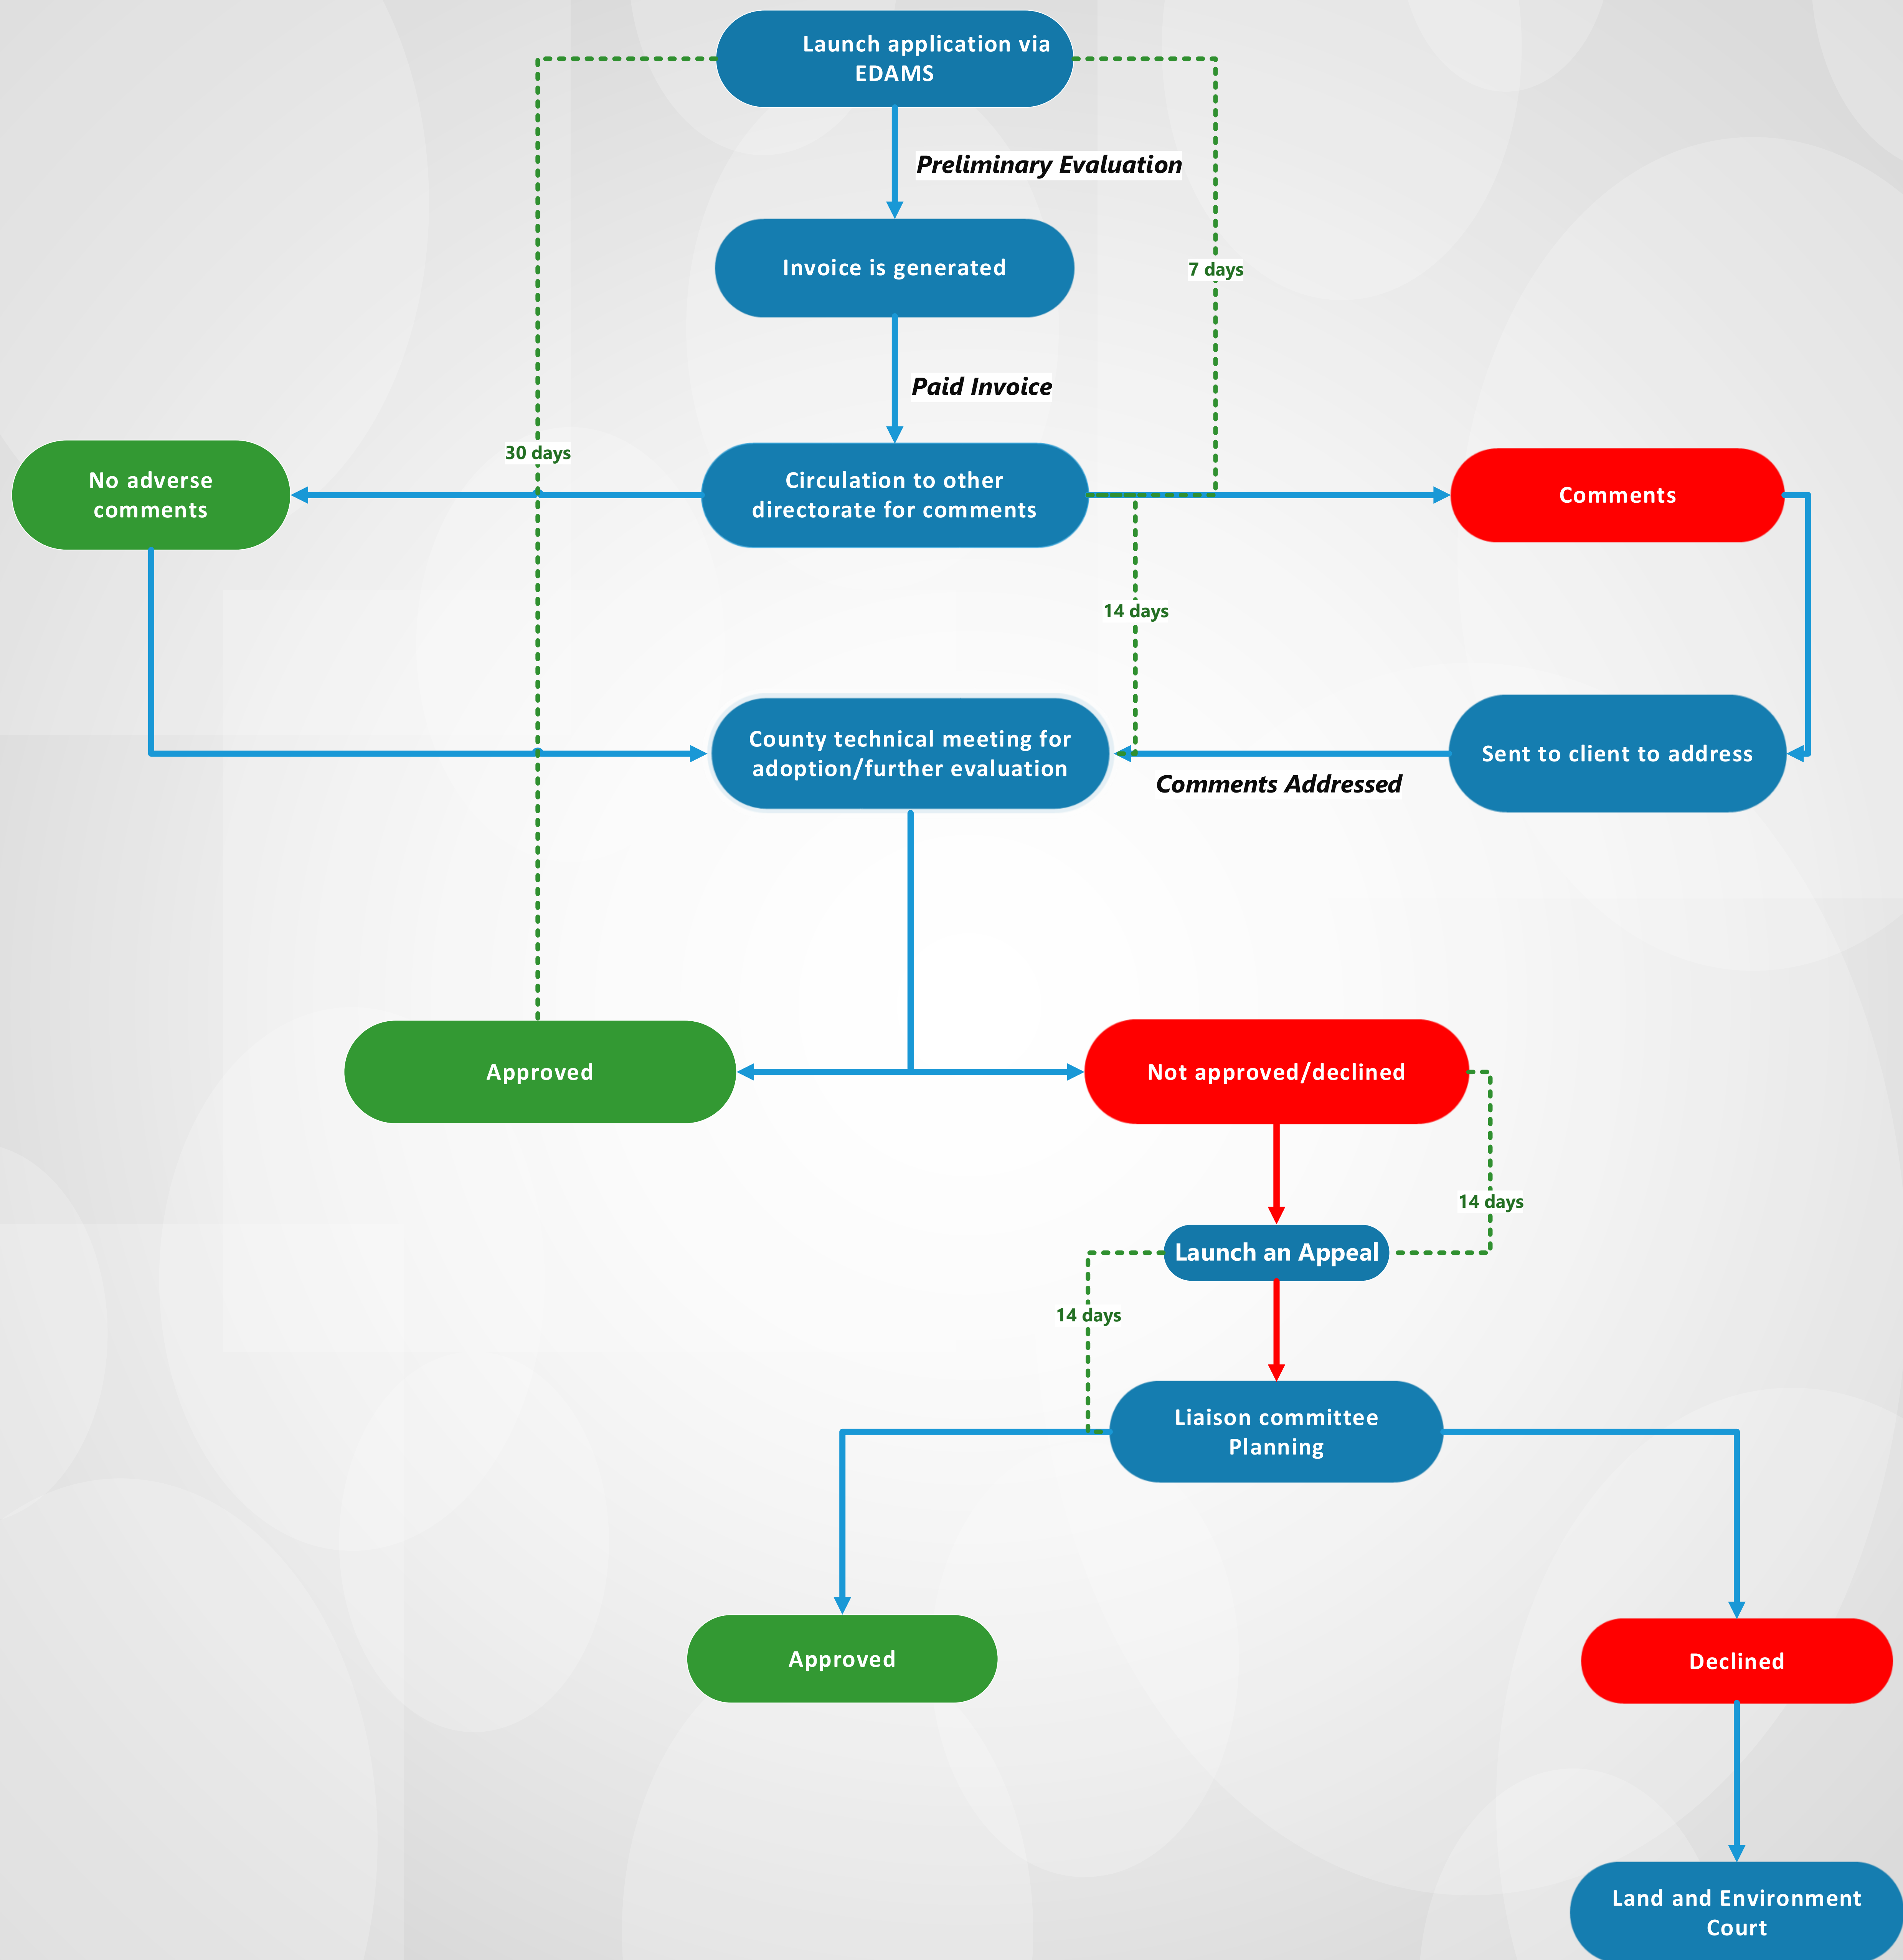 Launch application via
EDAMS
Preliminary Evaluation
Invoice is generated
7 days
Paid Invoice
30 days
No adverse
comments
Circulation to other
directorate for comments
Comments
14 days
County technical meeting for
adoption/further evaluation
Sent to client to address
Comments Addressed
Approved
Not approved/declined
14 days
Launch an Appeal
14 days
Liaison committee
Planning
Approved
Declined
Land and Environment
Court